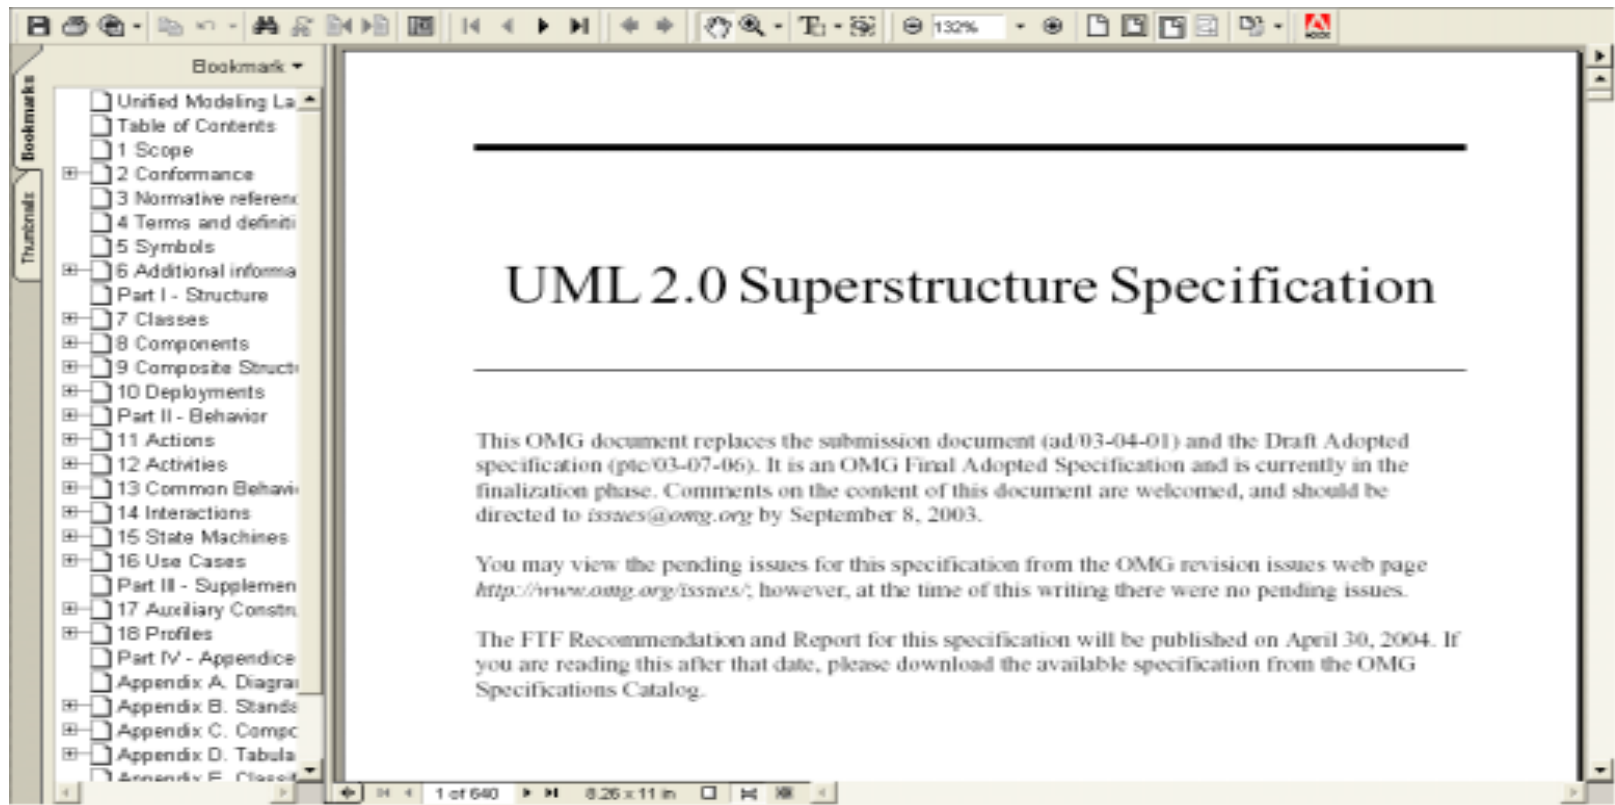 132%
Bookmark
Bookmarks
Thumbnails
Unified Modeling La
Table of Contents
1 Scope
2 Conformance
3 Normative referenc
4 Terms and definiti
5 Symbols
6 Additional informa
Part I - Structure
7 Classes
8 Components
9 Composite Struct
10 Deployments
Part II - Behavior
11 Actions
12 Activities
13 Common Behavi
14 Interactions
15 State Machines
16 Use Cases
Part III - Supplemen
17 Auxiliary Constru
18 Profiles
Part IV - Appendice
Appendix A. Diagra
Appendix B. Standa
Appendix C. Compo
Appendix D. Tabula
Appendix E. Classif
UML 2.0 Superstructure Specification
This OMG document replaces the submission document (ad/03-04-01) and the Draft Adopted
specification (ptc/03-07-06). It is an OMG Final Adopted Specification and is currently in the
finalization phase. Comments on the content of this document are welcomed, and should be
directed to issues@omg.org by September 8, 2003.
You may view the pending issues for this specification from the OMG revision issues web page
http://www.omg.org/issues/; however, at the time of this writing there were no pending issues.
The FTF Recommendation and Report for this specification will be published on April 30, 2004. If
you are reading this after that date, please download the available specification from the OMG
Specifications Catalog.
1 of 640
8.26 x 11 in